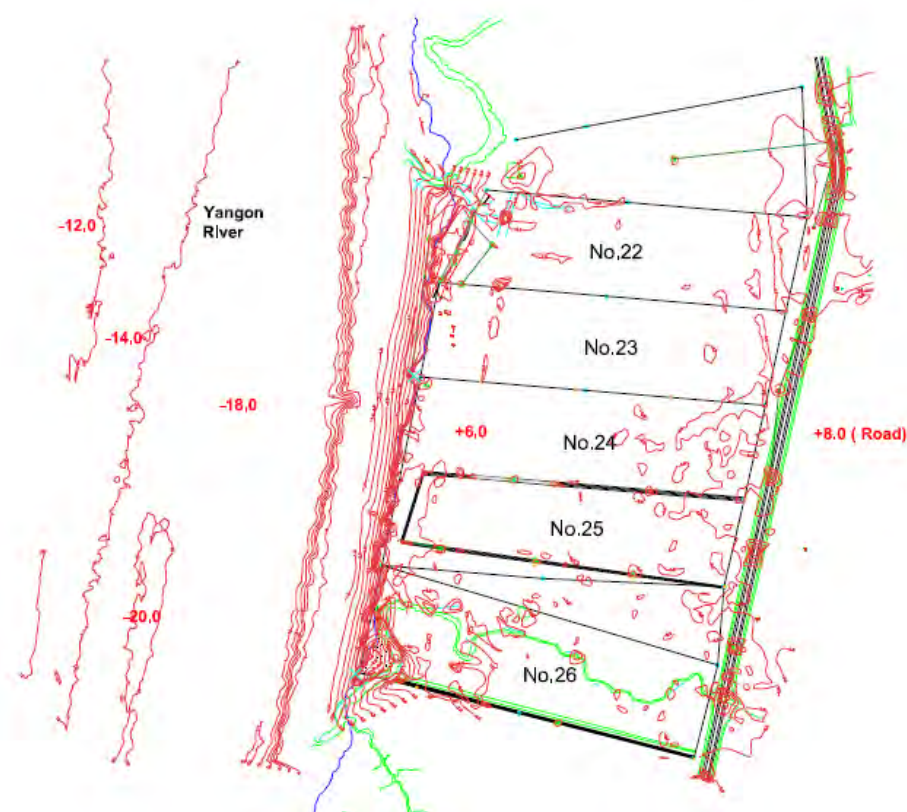 Yangon
River
-12,0
No,22
-14,0
No.23
-18,0
+6,0
No.24
+8.0 ( Road)
No.25
-20,0
No,26